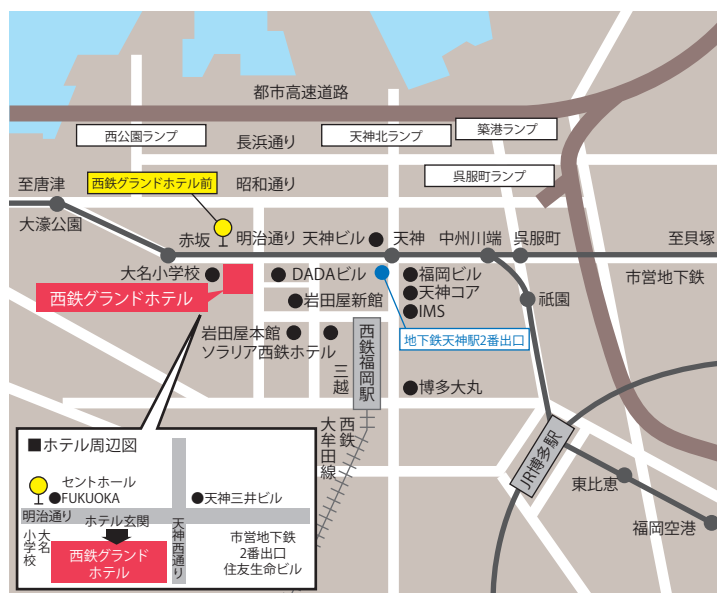 都市高速道路
西公園ランプ
長浜通り
天神北ランプ
築港ランプ
呉服町ランプ
至唐津
西鉄グランドホテル前
昭和通り
大濠公園
赤坂
明治通り
天神ビル
天神
中州川端
呉服町
至貝塚
市営地下鉄
大名小学校
DADAビル
福岡ビル
天神コア
IMS
祇園
西鉄グランドホテル
岩田屋新館
地下鉄天神駅2番出口
岩田屋本館
ソラリア西鉄ホテル
西鉄福岡駅
三越
博多大丸
西鉄
大牟田線
JR博多駅
東比恵
福岡空港
■ホテル周辺図
セントホール
FUKUOKA
天神三井ビル
明治通り
ホテル玄関
大名
小学校
西鉄グランド
ホテル
天神西通り
市営地下鉄
2番出口
住友生命ビル